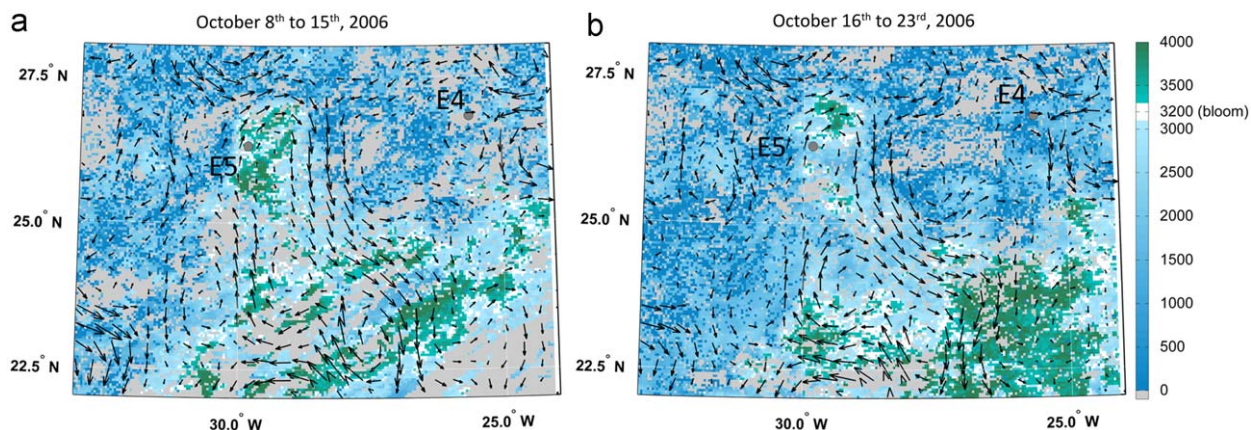 a
October 8th to 15th, 2006
27.5° N
25.0° N
22.5° N
30.0° W
25.0° W
E4
E5
b
October 16th to 23rd, 2006
27.5° N
25.0° N
22.5° N
30.0° W
25.0° W
E4
E5
4000
3500
3200 (bloom)
3000
2500
2000
1500
1000
500
0